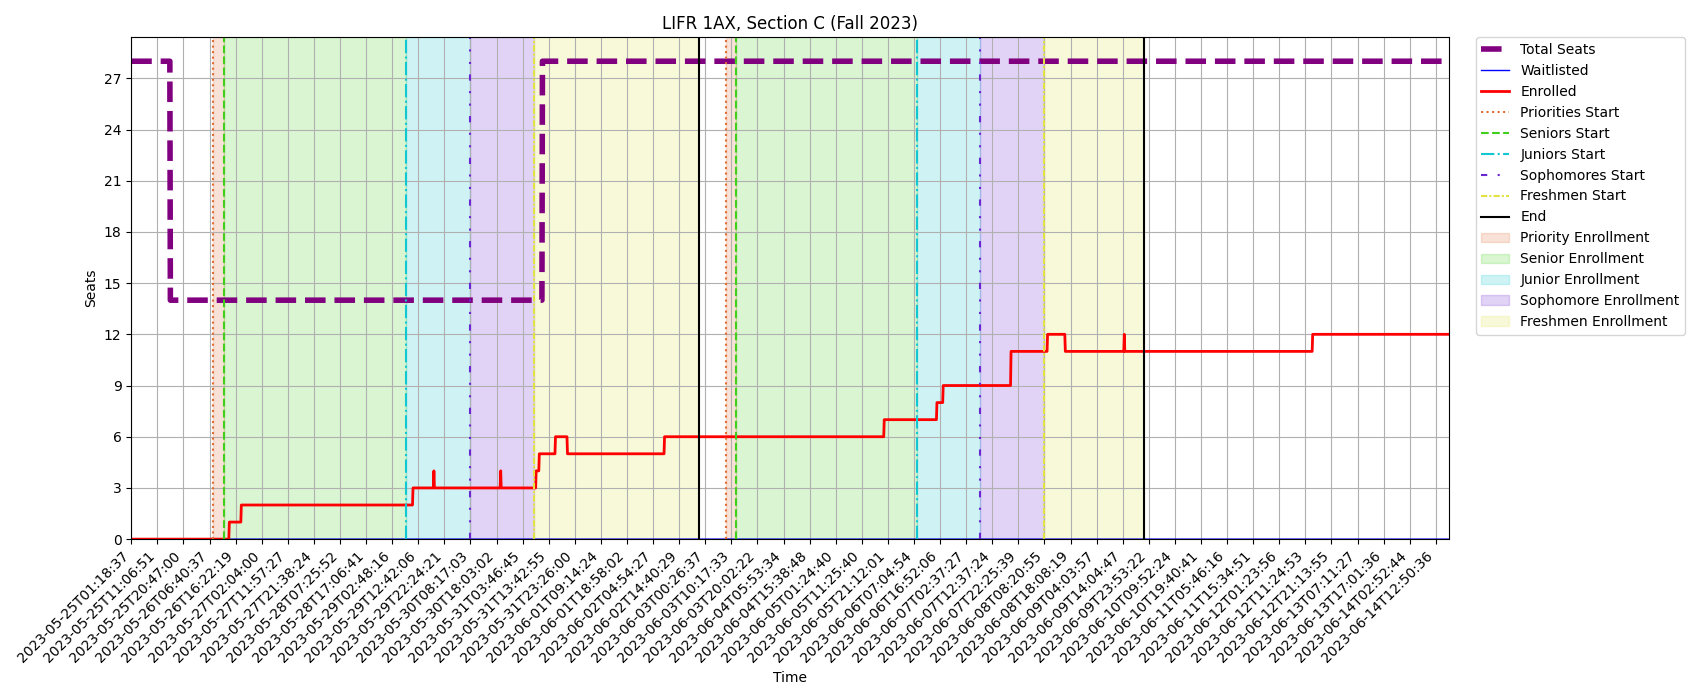 LIFR 1AX, Section C (Fall 2023)
Seats
27
24
21
18
15
12
9
6
3
0
2023-05-25T01:18:37
2023-05-25T11:06:51
2023-05-25T20:47:00
2023-05-26T06:40:37
2023-05-26T16:22:19
2023-05-27T02:04:00
2023-05-27T11:57:27
2023-05-27T21:38:24
2023-05-28T07:25:52
2023-05-28T17:06:41
2023-05-29T02:48:16
2023-05-29T12:42:06
2023-05-29T22:24:21
2023-05-30T08:17:03
2023-05-30T18:03:02
2023-05-31T03:46:45
2023-05-31T13:42:55
2023-05-31T23:26:00
2023-06-01T09:14:24
2023-06-01T18:58:02
2023-06-02T04:54:27
2023-06-02T14:40:29
2023-06-03T00:26:37
2023-06-03T10:17:33
2023-06-03T20:02:22
2023-06-04T05:53:34
2023-06-04T15:38:48
2023-06-05T01:24:40
2023-06-05T11:25:40
2023-06-05T21:12:01
2023-06-06T07:04:54
2023-06-06T16:52:06
2023-06-07T02:37:27
2023-06-07T12:37:24
2023-06-07T22:25:39
2023-06-08T08:20:55
2023-06-08T18:08:19
2023-06-09T04:03:57
2023-06-09T14:04:47
2023-06-09T23:53:22
2023-06-10T09:52:24
2023-06-10T19:40:41
2023-06-11T05:46:16
2023-06-11T15:34:51
2023-06-12T01:23:56
2023-06-12T11:24:53
2023-06-12T21:13:55
2023-06-13T07:11:27
2023-06-13T17:01:36
2023-06-14T02:52:44
2023-06-14T12:50:36
Time
Total Seats
Waitlisted
Enrolled
Priorities Start
Seniors Start
Juniors Start
Sophomores Start
Freshmen Start
End
Priority Enrollment
Senior Enrollment
Junior Enrollment
Sophomore Enrollment
Freshmen Enrollment